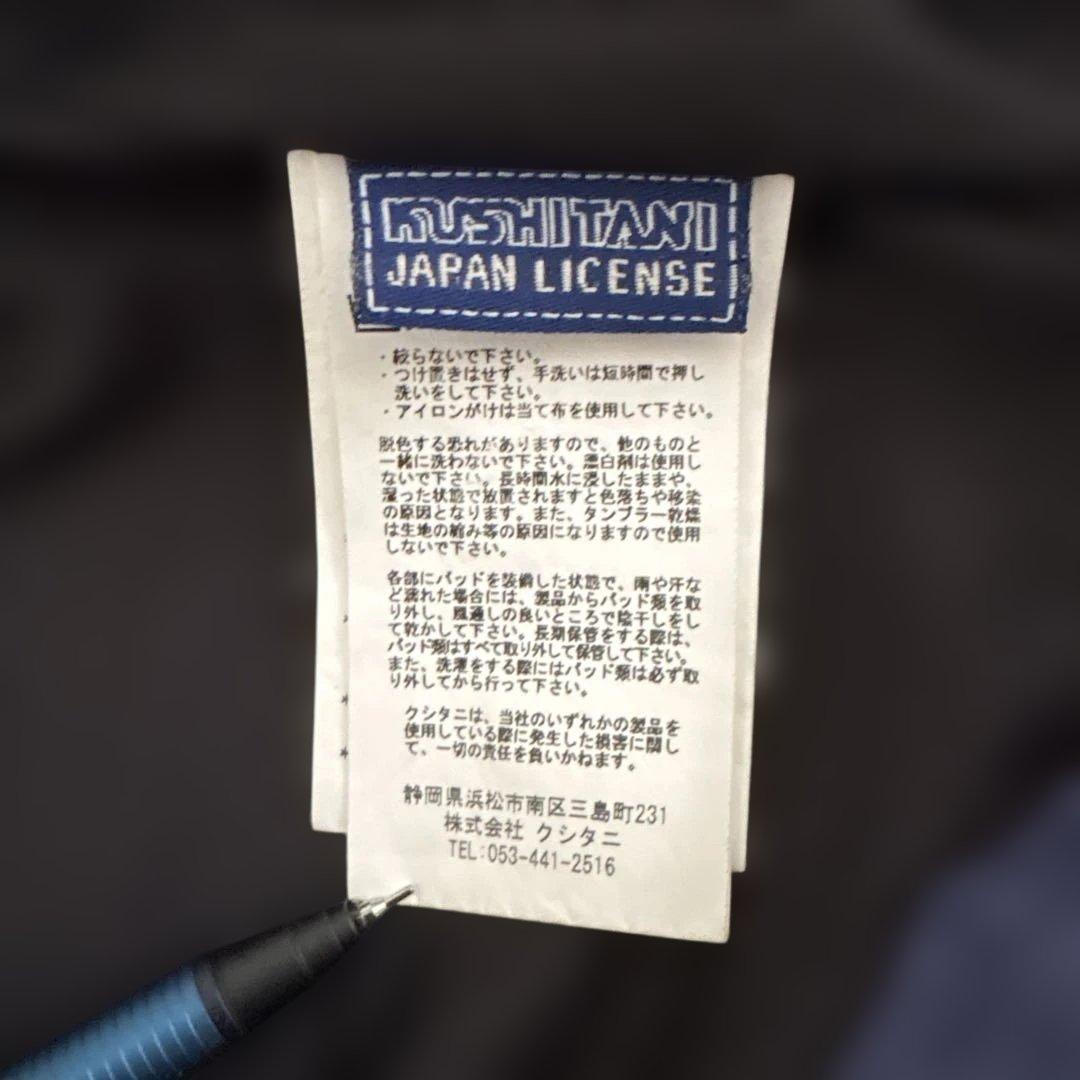 KUSHITANI
JAPAN LICENSE
・絞らないで下さい。
・つけ置きはせず、手洗いは短時間で押し
洗いをして下さい。
・アイロンがけは当て布を使用して下さい。
脱色する恐れがありますので、他のものと
一緒に洗わないで下さい。漂白剤は使用し
ないで下さい。長時間水に浸したままや、
湿った状態で放置されますと色落ちや移染
の原因となります。また、タンブラー乾燥
は生地の縮み等の原因になりますので使用
しないで下さい。
各部にパッドを装備した状態で、雨や汗な
ど濡れた場合には、製品からパッド類を取
り外し、風通しの良いところで陰干しをし
て乾かして下さい。長期保管をする際は、
パッド類はすべて取り外して保管して下さい。
また、洗濯をする際にはパッド類は必ず取
り外してから行って下さい。
クシタニは、当社のいずれかの製品を
使用している際に発生した損害に関し
て、一切の責任を負いかねます。
静岡県浜松市南区三島町231
株式会社 クシタニ
TEL:053-441-2516